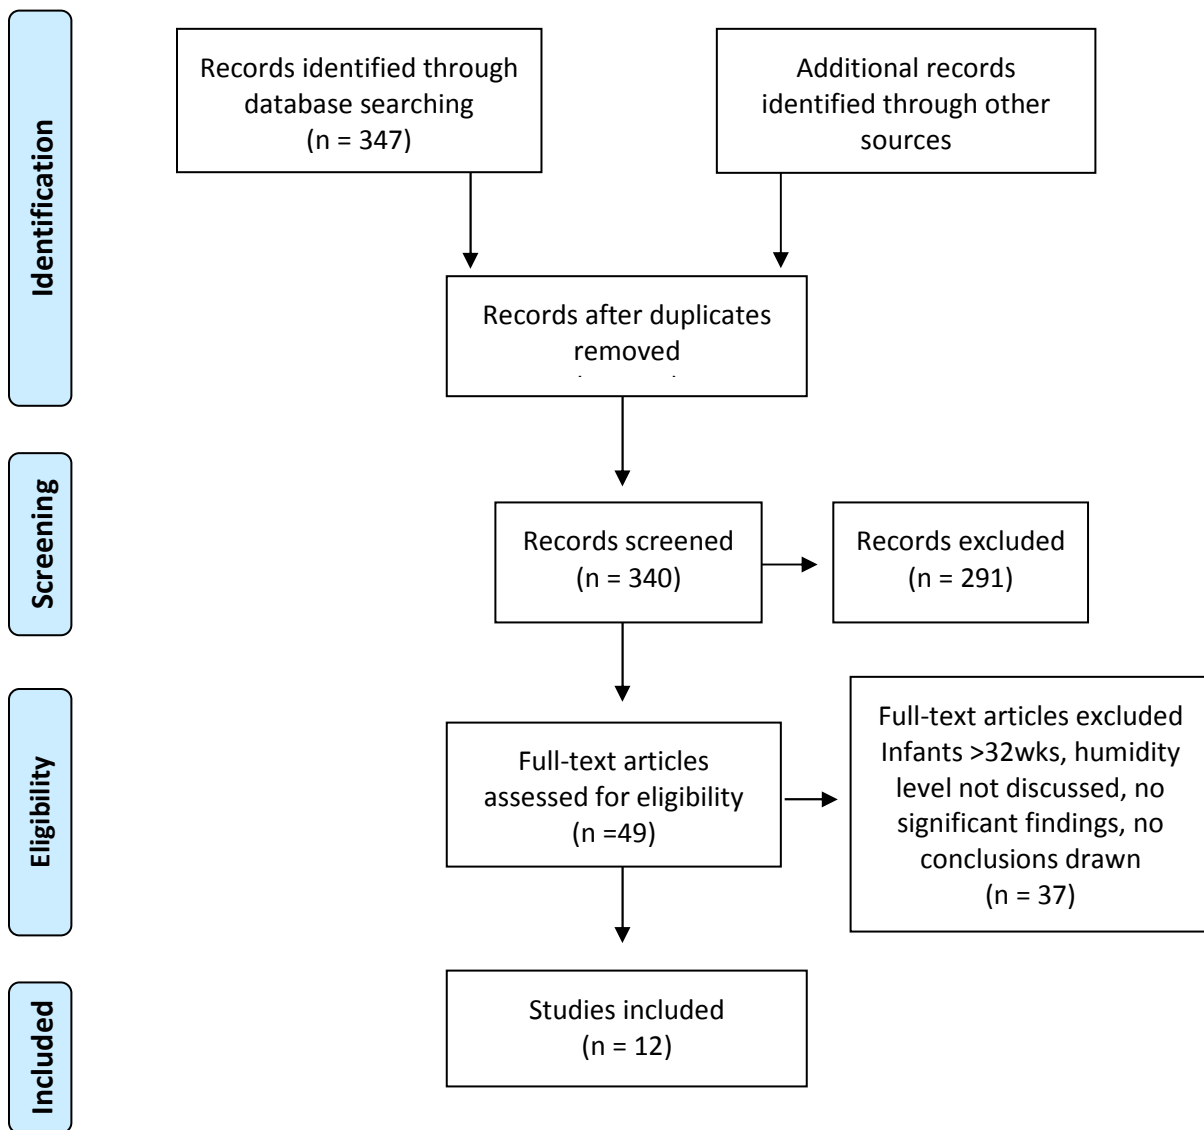 Identification
Records identified through
database searching
(n = 347)
Additional records
identified through other
sources
Records after duplicates
removed
Screening
Records screened
(n = 340)
Records excluded
(n = 291)
Eligibility
Full-text articles
assessed for eligibility
(n =49)
Full-text articles excluded
Infants >32wks, humidity
level not discussed, no
significant findings, no
conclusions drawn
(n = 37)
Included
Studies included
(n = 12)